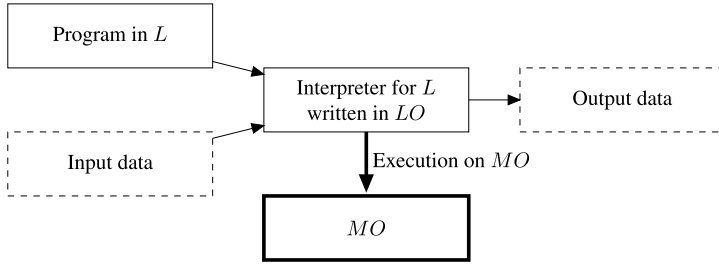 Program in L
Interpreter for L
written in LO
Output data
Input data
Execution on MO
MO